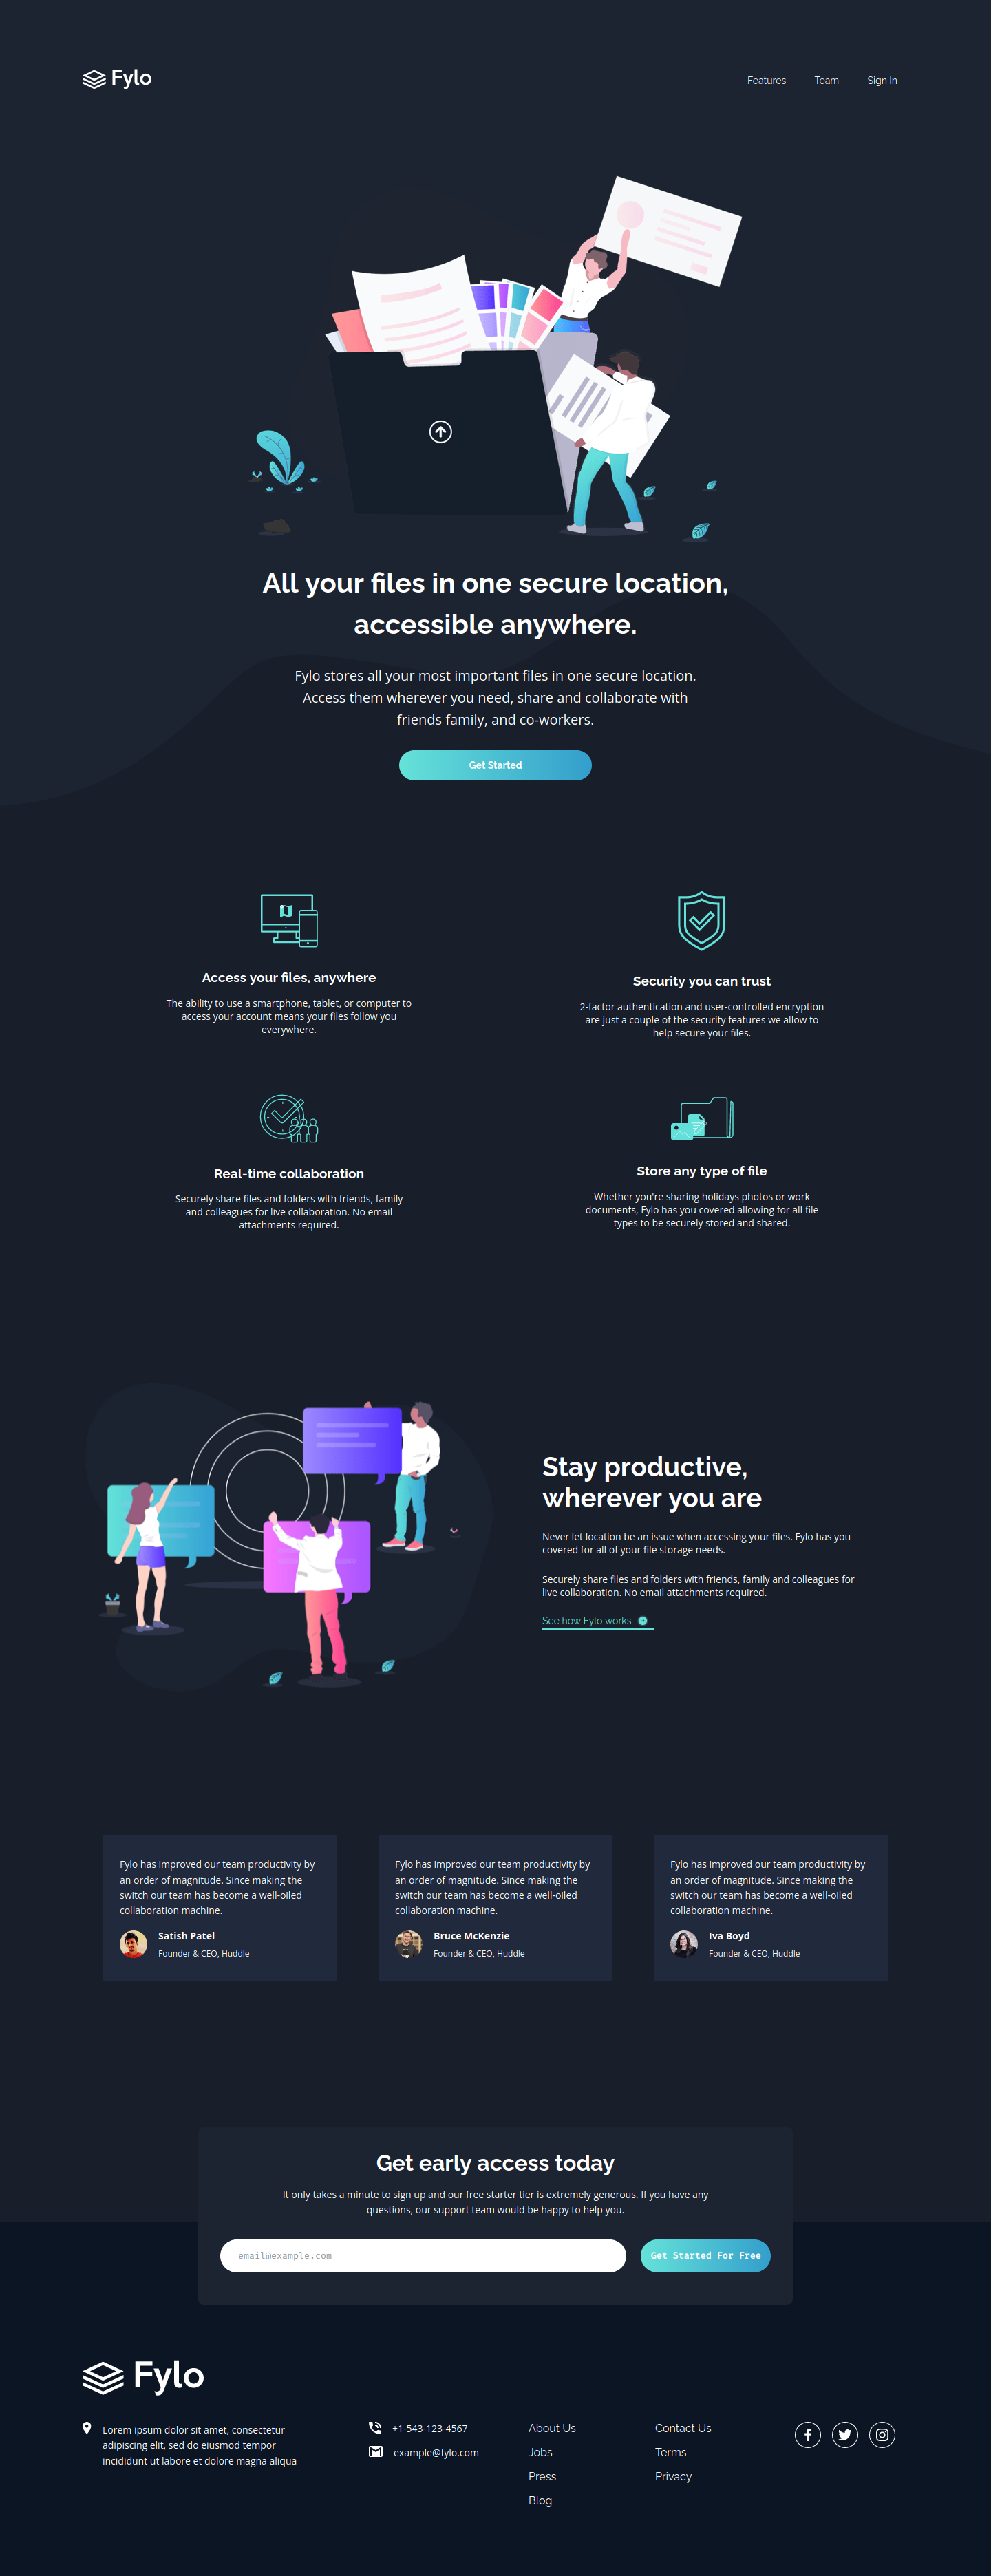 Fylo
Features Team Sign In
All your files in one secure location,
accessible anywhere.
Fylo stores all your most important files in one secure location.
Access them wherever you need, share and collaborate with
friends family, and co-workers.
Get Started
Access your files, anywhere
The ability to use a smartphone, tablet, or computer to
access your account means your files follow you
everywhere.
Security you can trust
2-factor authentication and user-controlled encryption
are just a couple of the security features we allow to
help secure your files.
Real-time collaboration
Securely share files and folders with friends, family
and colleagues for live collaboration. No email
attachments required.
Store any type of file
Whether you're sharing holidays photos or work
documents, Fylo has you covered allowing for all file
types to be securely stored and shared.
Stay productive,
wherever you are
Never let location be an issue when accessing your files. Fylo has you
covered for all of your file storage needs.
Securely share files and folders with friends, family and colleagues for
live collaboration. No email attachments required.
See how Fylo works
Fylo has improved our team productivity by
an order of magnitude. Since making the
switch our team has become a well-oiled
collaboration machine.
Satish Patel
Founder & CEO, Huddle
Fylo has improved our team productivity by
an order of magnitude. Since making the
switch our team has become a well-oiled
collaboration machine.
Bruce McKenzie
Founder & CEO, Huddle
Fylo has improved our team productivity by
an order of magnitude. Since making the
switch our team has become a well-oiled
collaboration machine.
Iva Boyd
Founder & CEO, Huddle
Get early access today
It only takes a minute to sign up and our free starter tier is extremely generous. If you have any
questions, our support team would be happy to help you.
email@example.com
Get Started For Free
Fylo
Lorem ipsum dolor sit amet, consectetur
adipiscing elit, sed do eiusmod tempor
incididunt ut labore et dolore magna aliqua
+1-543-123-4567
example@fylo.com
About Us
Jobs
Press
Blog
Contact Us
Terms
Privacy